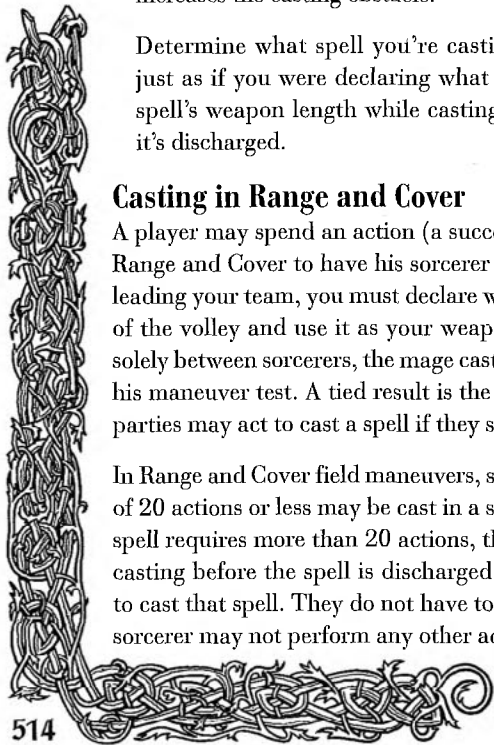 increases the casting obstacle.
Determine what spell you're casti
just as if you were declaring what
spell's weapon length while casting
it's discharged.
Casting in Range and Cover
A player may spend an action (a succe
Range and Cover to have his sorcerer
leading your team, you must declare w
of the volley and use it as your weap
solely between sorcerers, the mage cast
his maneuver test. A tied result is the
parties may act to cast a spell if they s
In Range and Cover field maneuvers, s
of 20 actions or less may be cast in a s
spell requires more than 20 actions, th
casting before the spell is discharged
to cast that spell. They do not have to
sorcerer may not perform any other ac
514